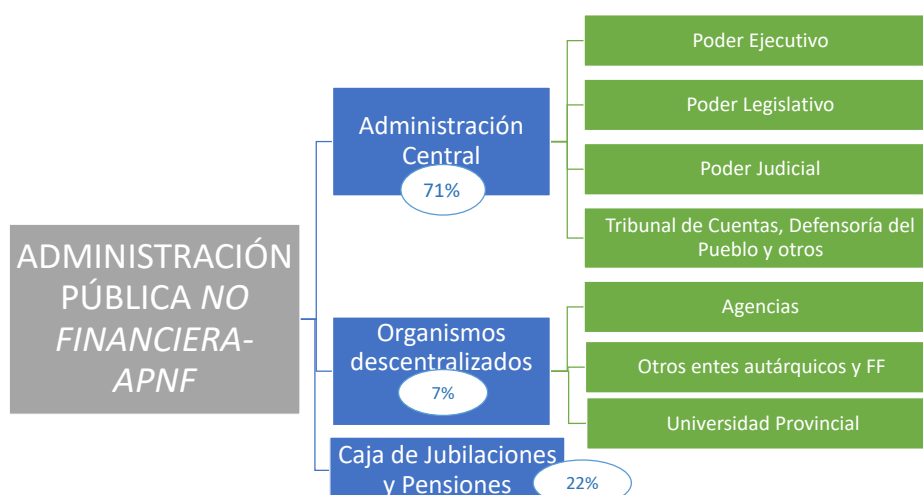 ADMINISTRACIÓN
PÚBLICA NO
FINANCIERA-
APNF
Administración
Central
71%
Poder Ejecutivo
Poder Legislativo
Poder Judicial
Tribunal de Cuentas, Defensoría del
Pueblo y otros
Organismos
descentralizados
7%
Agencias
Otros entes autárquicos y FF
Universidad Provincial
Caja de Jubilaciones
y Pensiones
22%